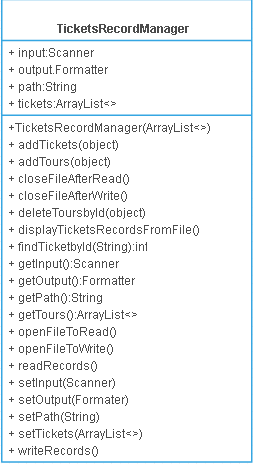 TicketsRecordManager
+ input:Scanner
+ output.Formatter
+ path:String
+ tickets:ArrayList<>
+TicketsRecordManager(ArrayList<>)
+ addTickets(object)
+ addTours(object)
+ closeFileAfterRead()
+ closeFileAfterWrite()
+ deleteToursbyId(object)
+ displayTicketsRecordsFromFile()
+ findTicketbyId(String):int
+ getInput():Scanner
+ getOutput():Formatter
+ getPath():String
+ getTours():ArrayList<>
+ openFileToRead()
+ openFileToWrite()
+ readRecords()
+ setInput(Scanner)
+ setOutput(Formater)
+ setPath(String)
+ setTickets(ArrayList<>)
+ writeRecords()